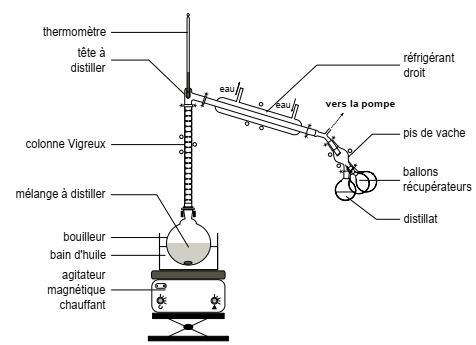 thermomètre
tête à
distiller
eau
eau
réfrigérant
droit
vers la pompe
colonne Vigreux
pis de vache
mélange à distiller
ballons
récupérateurs
distillat
bouilleur
bain d'huile
agitateur
magnétique
chauffant